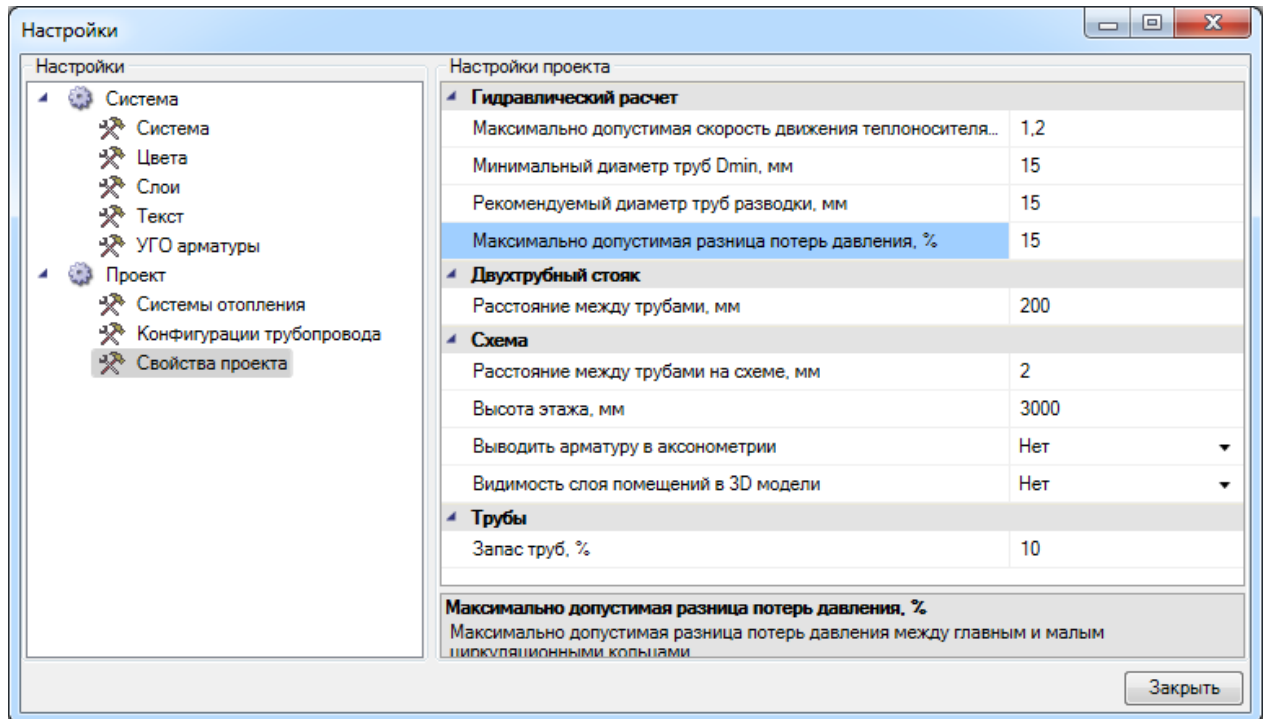 Настройки
Настройки
Система
Система
Цвета
Слои
Текст
УГО арматуры
Проект
Системы отопления
Конфигурации трубопровода
Свойства проекта
Настройки проекта
Гидравлический расчет
Максимально допустимая скорость движения теплоносителя... 1,2
Минимальный диаметр труб Dmin, мм 15
Рекомендуемый диаметр труб разводки, мм 15
Максимально допустимая разница потерь давления, % 15
Двухтрубный стояк
Расстояние между трубами, мм 200
Схема
Расстояние между трубами на схеме, мм 2
Высота этажа, мм 3000
Выводить арматуру в аксонометрии Нет
Видимость слоя помещений в 3D модели Нет
Трубы
Запас труб, % 10
Максимально допустимая разница потерь давления, %
Максимально допустимая разница потерь давления между главным и малым
циркуляционными кольцами
Закрыть